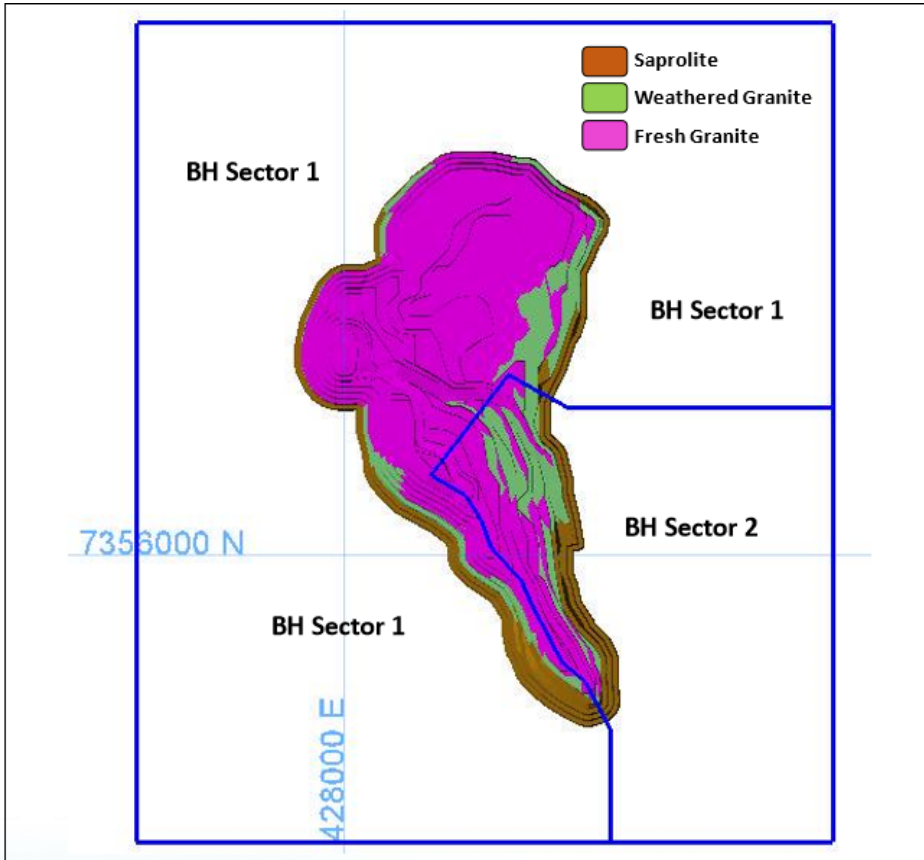 Saprolite
Weathered Granite
Fresh Granite
BH Sector 1
BH Sector 1
BH Sector 2
7356000 N
BH Sector 1
428000 E